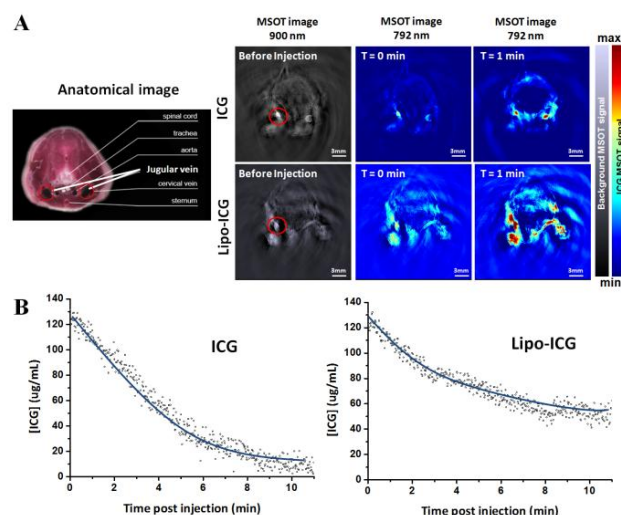 A
MSOT image
900 nm
MSOT image
792 nm
MSOT image
792 nm
Anatomical image
spinal cord
trachea
aorta
Jugular vein
cervical vein
sternum
ICG
Before Injection
3mm
T = 0 min
3mm
T = 1 min
3mm
Lipo-ICG
Before Injection
3mm
T = 0 min
3mm
T = 1 min
3mm
max
Background MSOT signal
ICG MSOT signal
min
B
[ICG] (ug/mL)
140
120
100
80
60
40
20
0
ICG
0 2 4 6 8 10
Time post injection (min)
[ICG] (ug/mL)
140
120
100
80
60
40
20
0
Lipo-ICG
0 2 4 6 8 10
Time post injection (min)